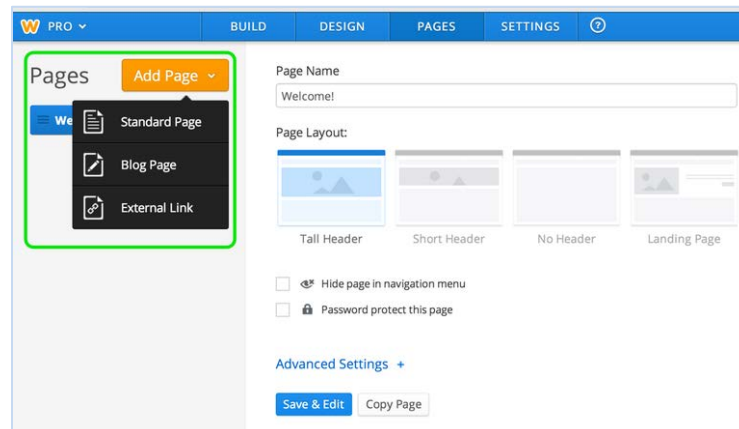 PRO
BUILD
DESIGN
PAGES
SETTINGS
?
Pages
Add Page
We
Standard Page
Blog Page
External Link
Page Name
Welcome!
Page Layout:
Tall Header
Short Header
No Header
Landing Page
Hide page in navigation menu
Password protect this page
Advanced Settings +
Save & Edit
Copy Page